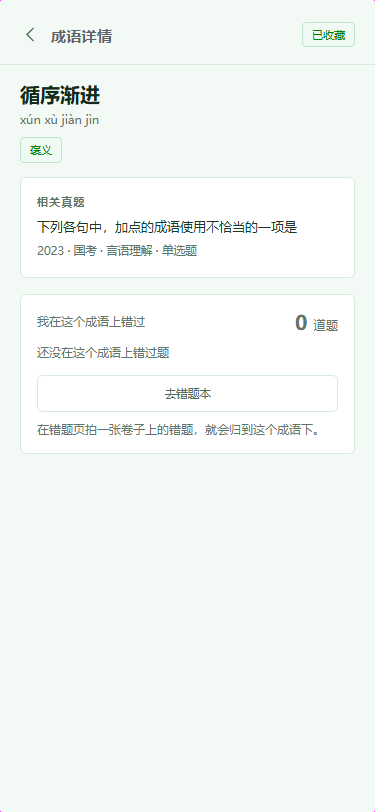 成语详情
已收藏
循序渐进
xún xù jiàn jìn
褒义
相关真题
下列各句中，加点的成语使用不恰当的一项是
2023 · 国考 · 言语理解 · 单选题
我在这个成语上错过
0 道题
还没在这个成语上错过题
去错题本
在错题页拍一张卷子上的错题，就会归到这个成语下。